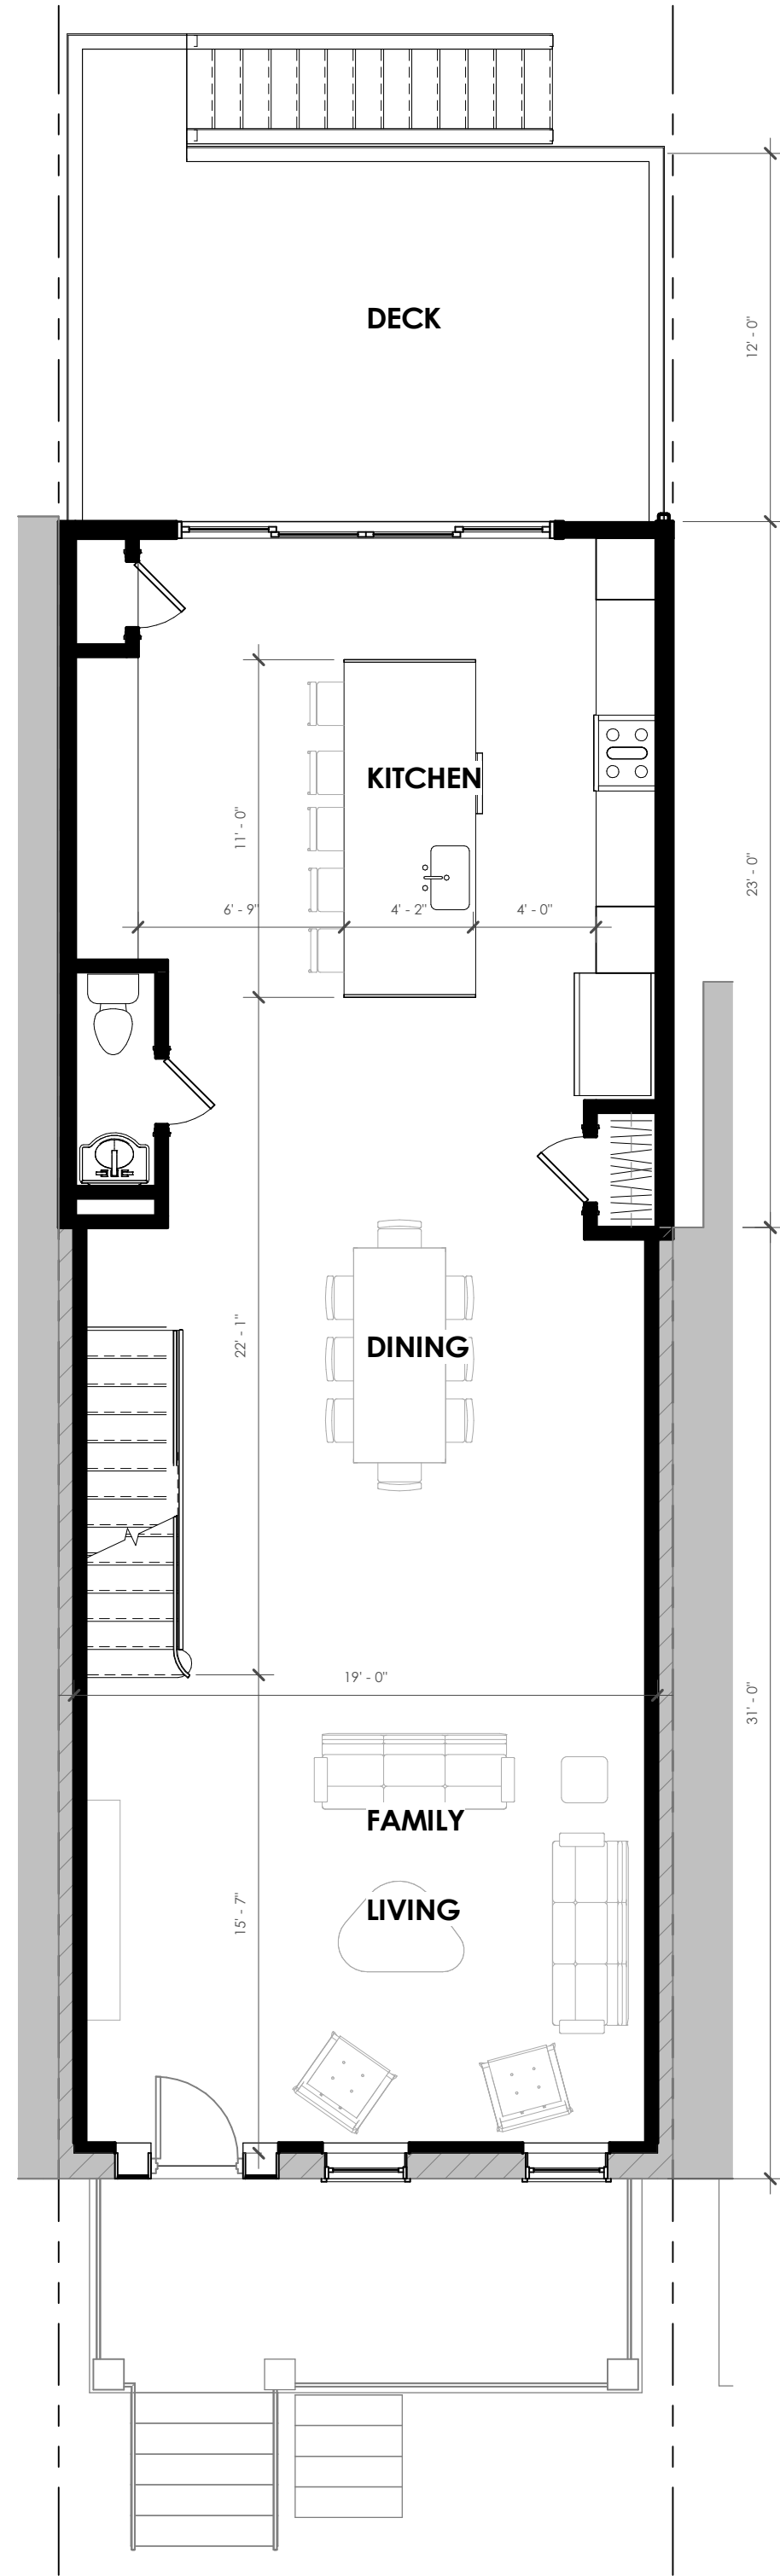 DECK
12' - 0"
KITCHEN
11' - 0"
23' - 0"
6' - 9"
4' - 2"
4' - 0"
DINING
22' - 1"
19' - 0"
31' - 0"
FAMILY
LIVING
15' - 7"